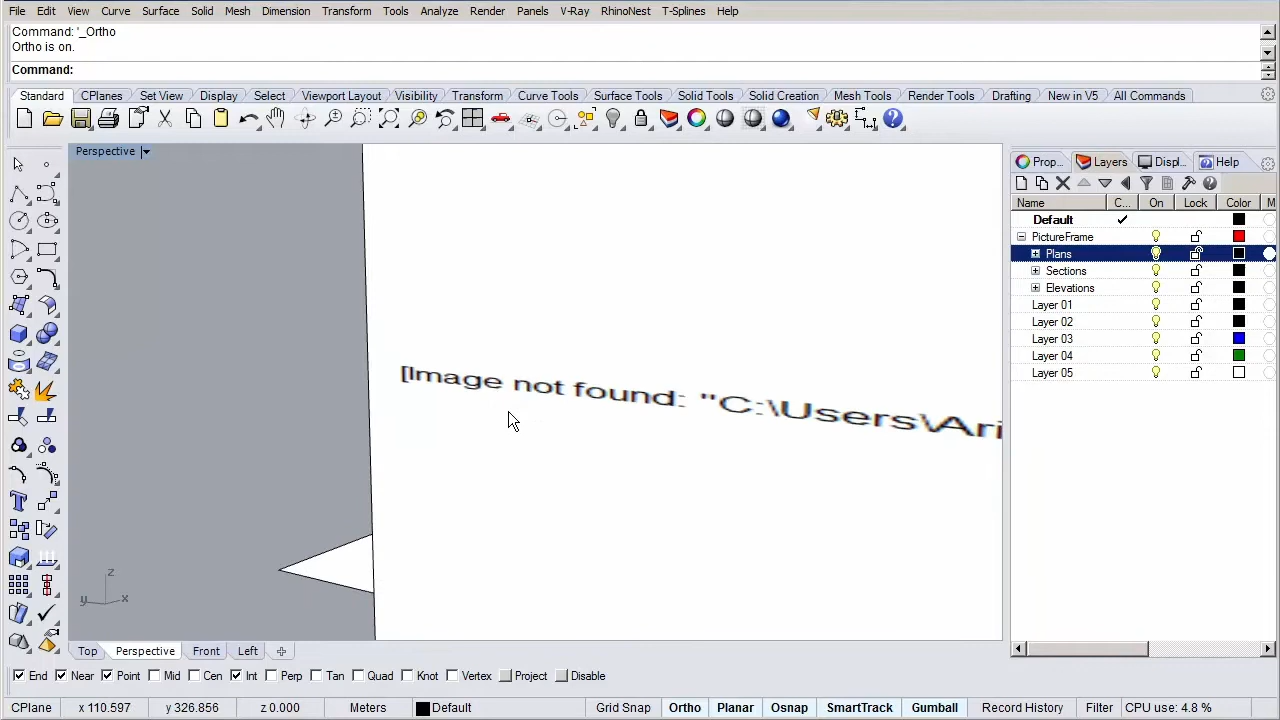 File Edit View Curve Surface Solid Mesh Dimension Transform Tools Analyze Render Panels V-Ray RhinoNest T-Splines Help
Command: '_Ortho
Ortho is on.
Command:
Standard CPlanes Set View Display Select Viewport Layout Visibility Transform Curve Tools Surface Tools Solid Tools Solid Creation Mesh Tools Render Tools Drafting New in V5 All Commands
Perspective
Prop... Layers Displ... Help
Name C... On Lock Color M
Default
PictureFrame
Plans
Sections
Elevations
Layer 01
Layer 02
Layer 03
Layer 04
Layer 05
[Image not found: "C:\Users\Ari
z
y x
Top Perspective Front Left
End Near Point Mid Cen Int Perp Tan Quad Knot Vertex Project Disable
CPlane x 110.597 y 326.856 z 0.000 Meters Default Grid Snap Ortho Planar Osnap SmartTrack Gumball Record History Filter CPU use: 4.8 %